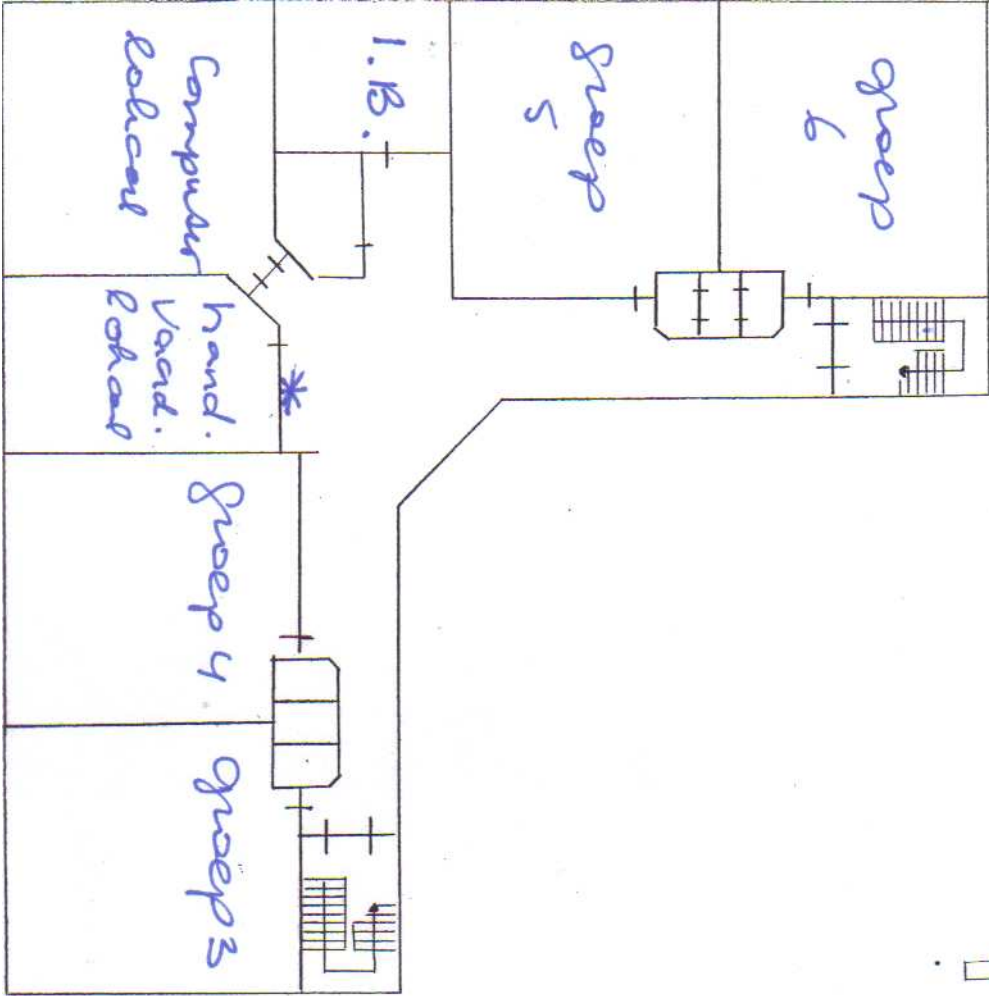 Computer
lokaal
I.B.
groep
5
groep
6
hand.
vaard.
lokaal
*
groep 4
groep 3